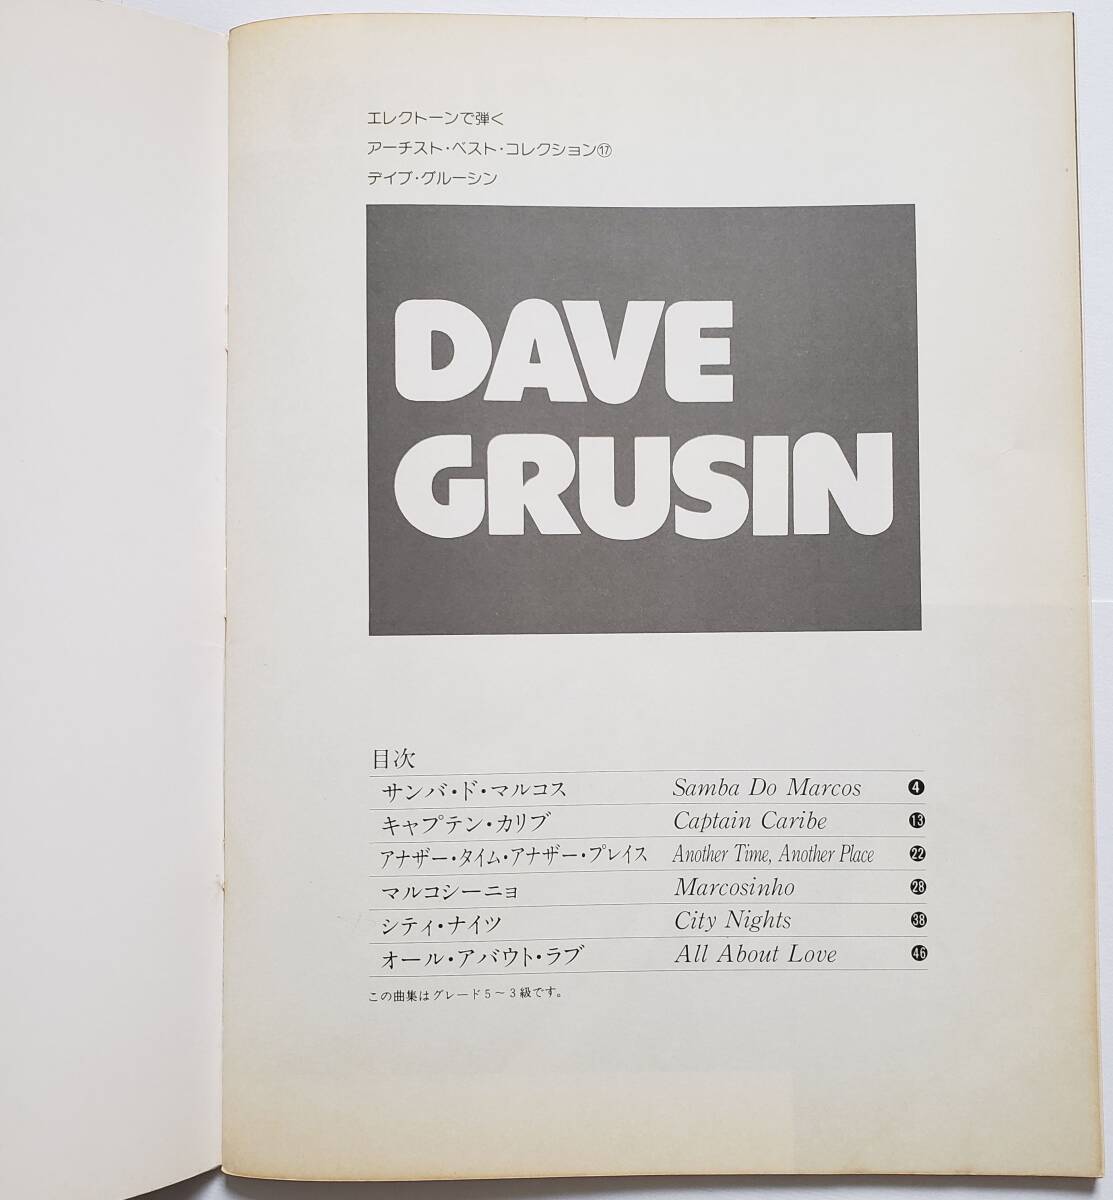 エレクトーンで弾く
アーチスト・ベスト・コレクション⑰
デイブ・グルーシン
DAVE
GRUSIN
目次
サンバ・ド・マルコス Samba Do Marcos ❹
キャプテン・カリブ Captain Caribe ⓭
アナザー・タイム・アナザー・プレイス Another Time, Another Place 22
マルコシーニョ Marcosinho 28
シティ・ナイツ City Nights 38
オール・アバウト・ラブ All About Love 46
この曲集はグレード5〜3級です。